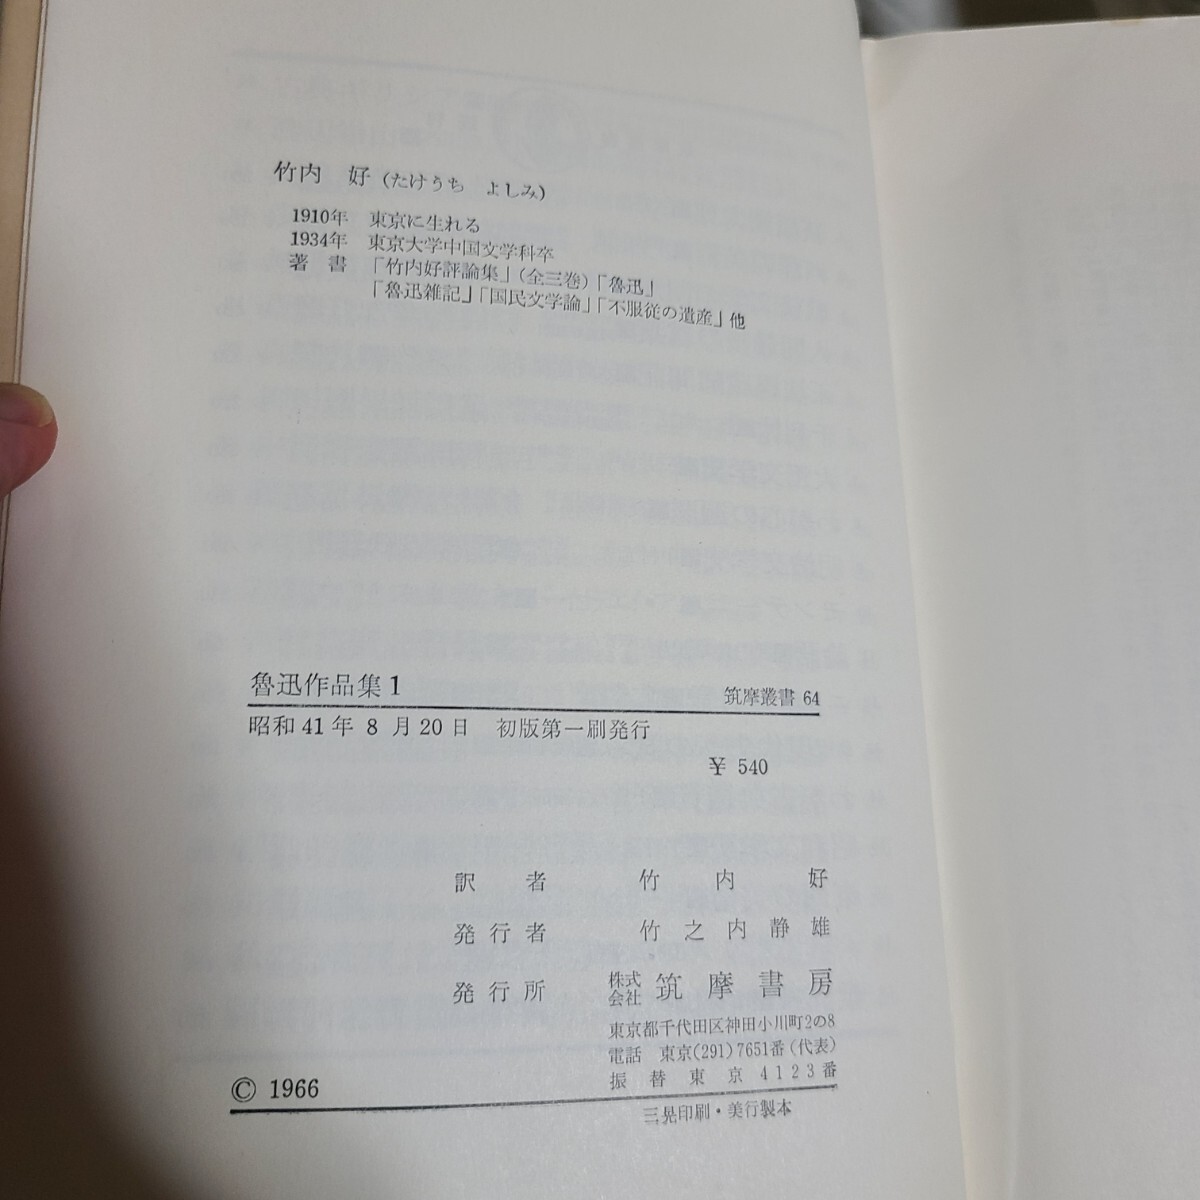 竹内　好（たけうち　よしみ）
1910年　東京に生れる
1934年　東京大学中国文学科卒
著　書　「竹内好評論集」（全三巻）「魯迅」
「魯迅雑記」「国民文学論」「不服従の遺産」他
魯迅作品集1　筑摩叢書 64
昭和41年 8 月20日　初版第一刷発行
￥ 540
訳者　竹内好
発行者　竹之内静雄
発行所　株式会社　筑摩書房
東京都千代田区神田小川町2の8
電話　東京(291)7651番（代表）
振替東京 4123番
© 1966
三晃印刷・美行製本